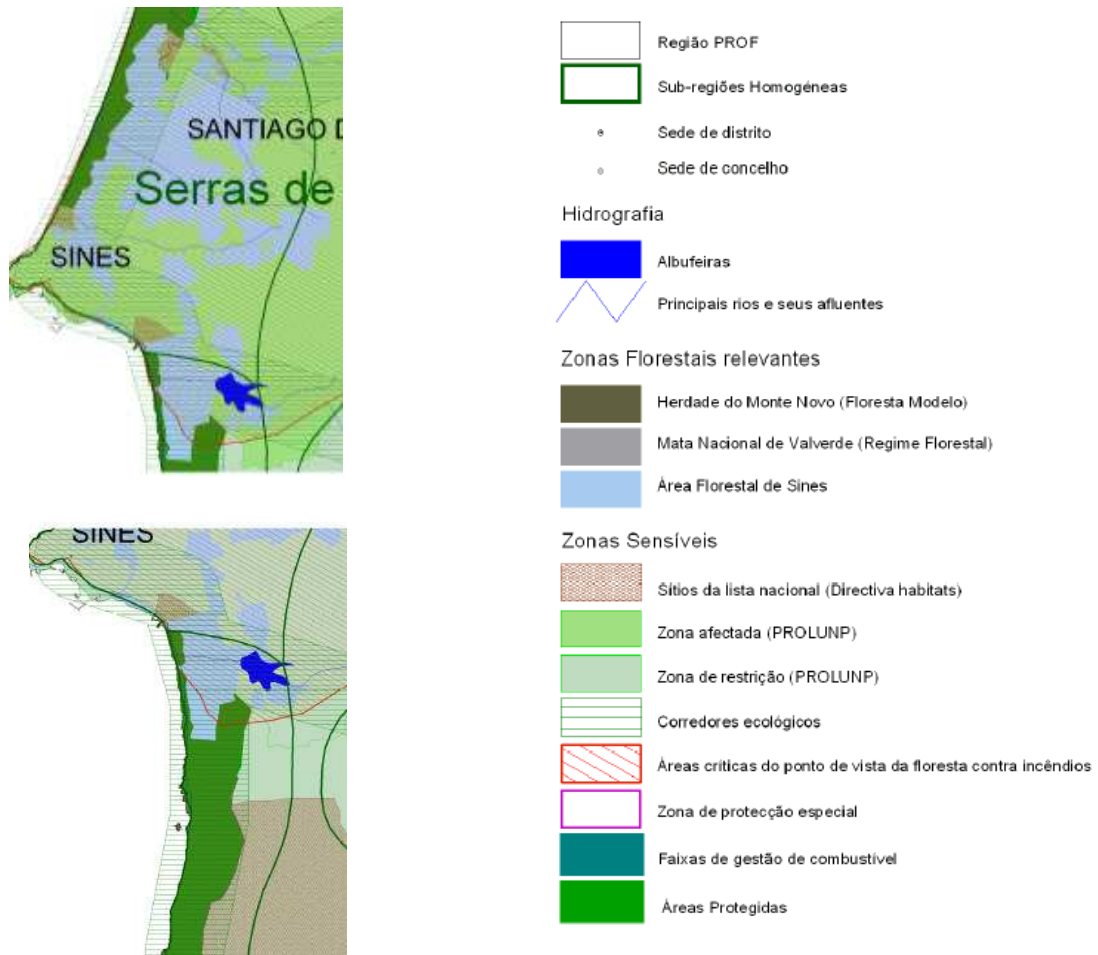 SANTIAGO D
Serras de
SINES
SINES
Região PROF
Sub-regiões Homogéneas
Sede de distrito
Sede de concelho
Hidrografia
Albufeiras
Principais rios e seus afluentes
Zonas Florestais relevantes
Herdade do Monte Novo (Floresta Modelo)
Mata Nacional de Valverde (Regime Florestal)
Área Florestal de Sines
Zonas Sensíveis
Sítios da lista nacional (Directiva habitats)
Zona afectada (PROLUNP)
Zona de restrição (PROLUNP)
Corredores ecológicos
Áreas críticas do ponto de vista da floresta contra incêndios
Zona de protecção especial
Faixas de gestão de combustível
Áreas Protegidas